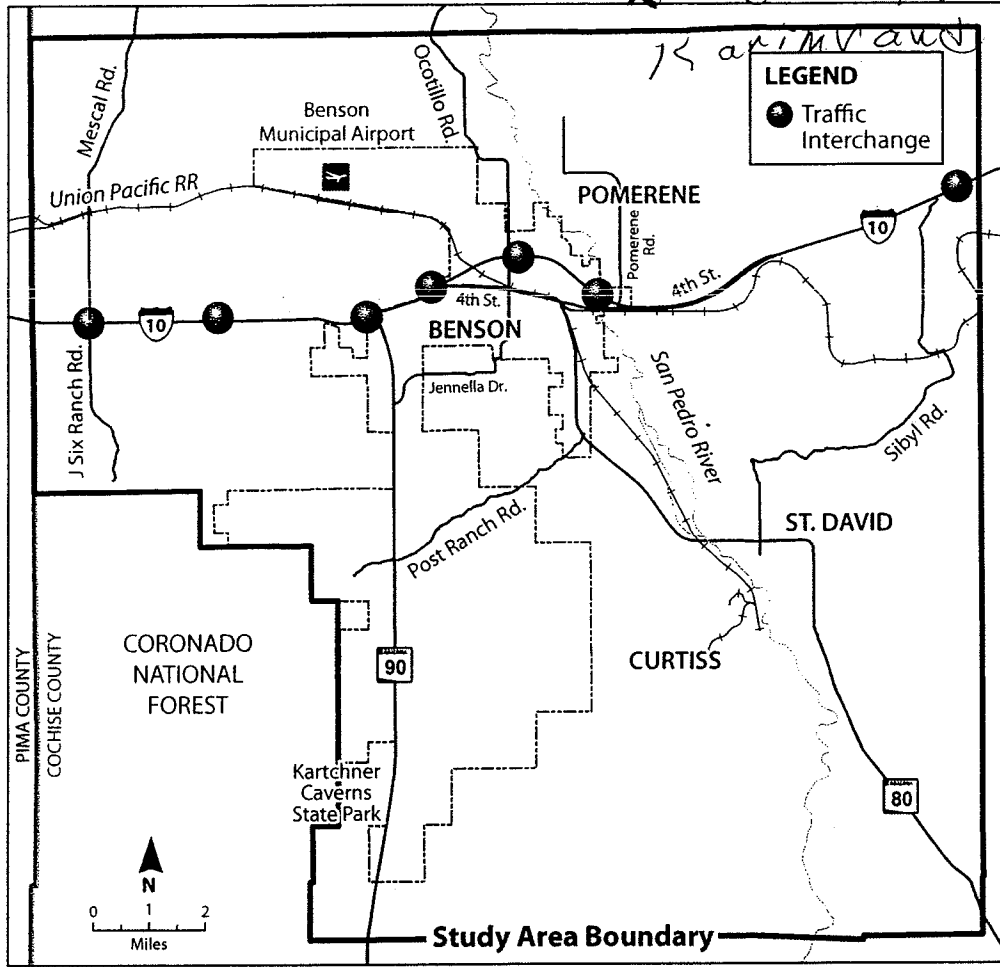 LEGEND
Traffic
Interchange
Mescal Rd.
Ocotillo Rd.
Benson
Municipal Airport
Union Pacific RR
POMERENE
Pomerene
Rd.
10
4th St.
4th St.
BENSON
10
J Six Ranch Rd.
Jennella Dr.
San Pedro River
Sibyl Rd.
Post Ranch Rd.
ST. DAVID
CORONADO
NATIONAL
FOREST
CURTISS
90
PIMA COUNTY
COCHISE COUNTY
Kartchner
Caverns
State Park
80
N
0 1 2
Miles
Study Area Boundary